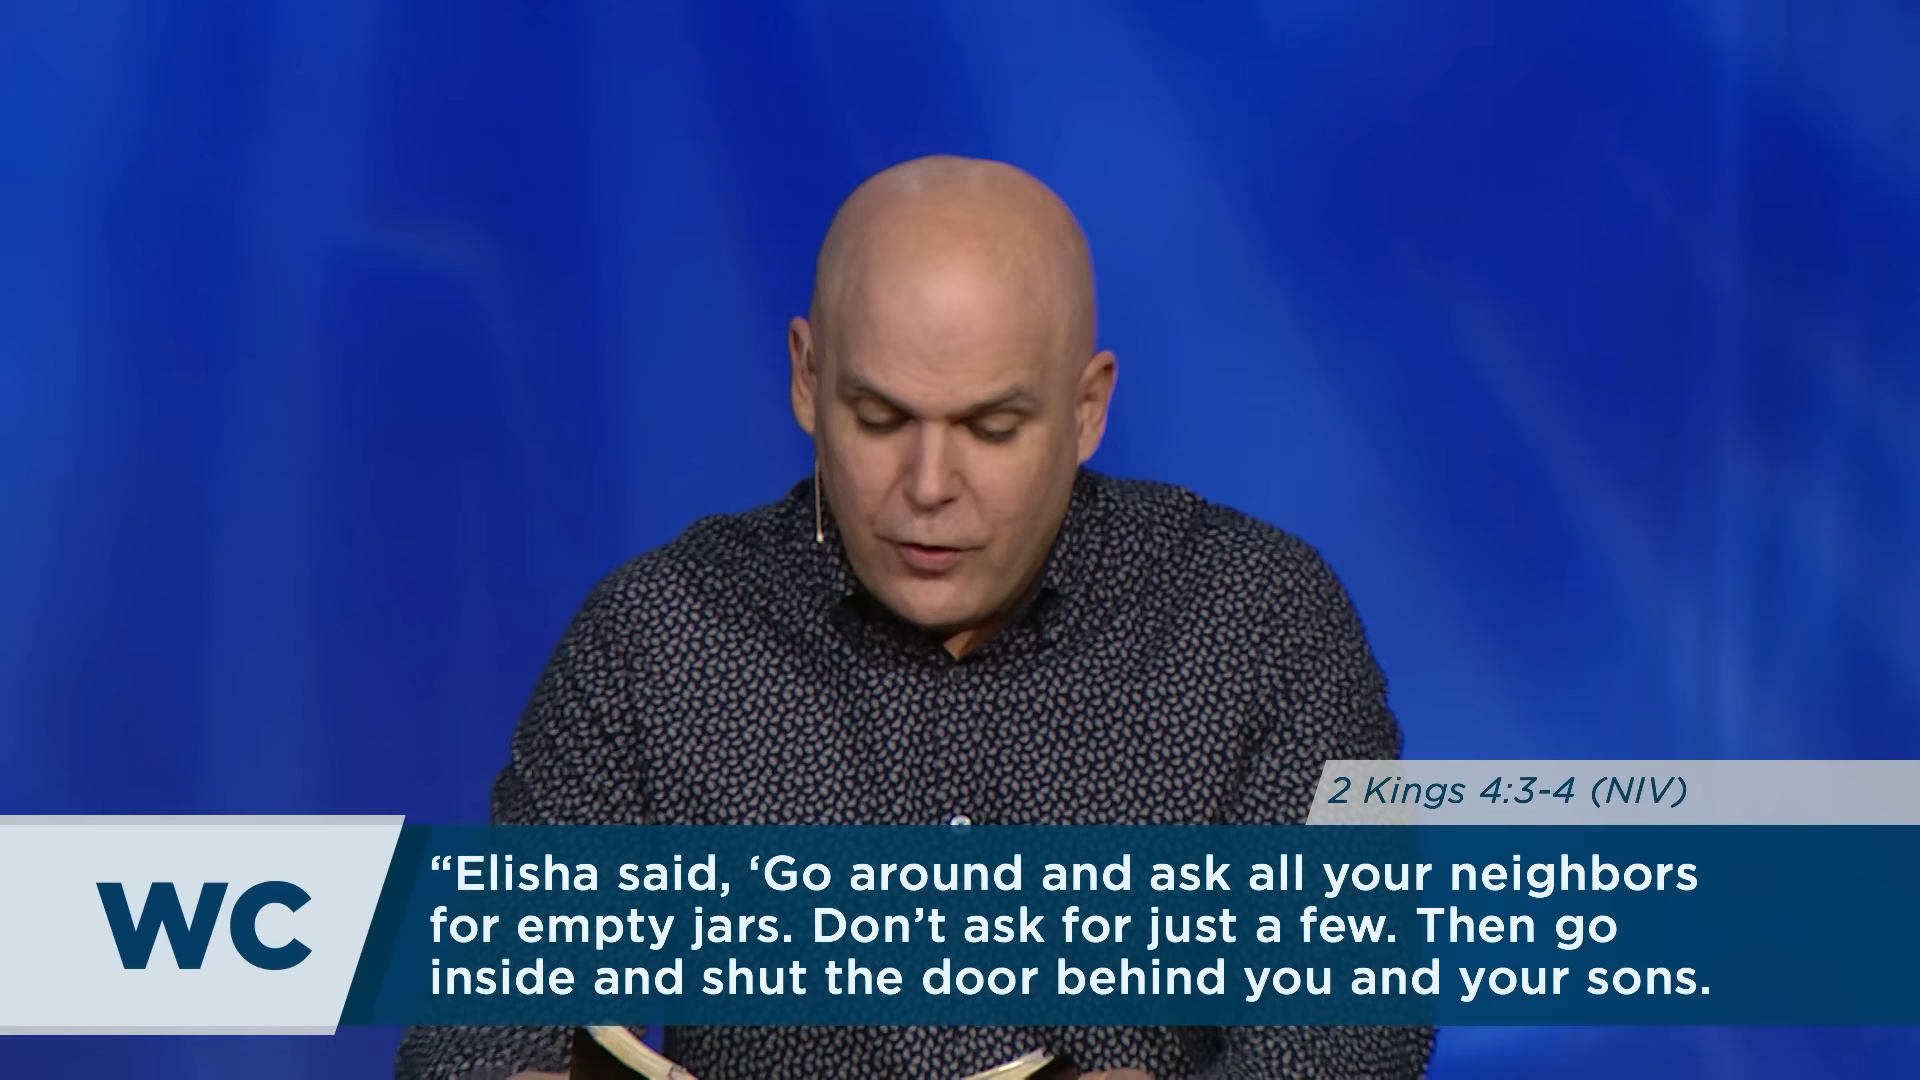 2 Kings 4:3-4 (NIV)
WC
“Elisha said, ‘Go around and ask all your neighbors
for empty jars. Don’t ask for just a few. Then go
inside and shut the door behind you and your sons.